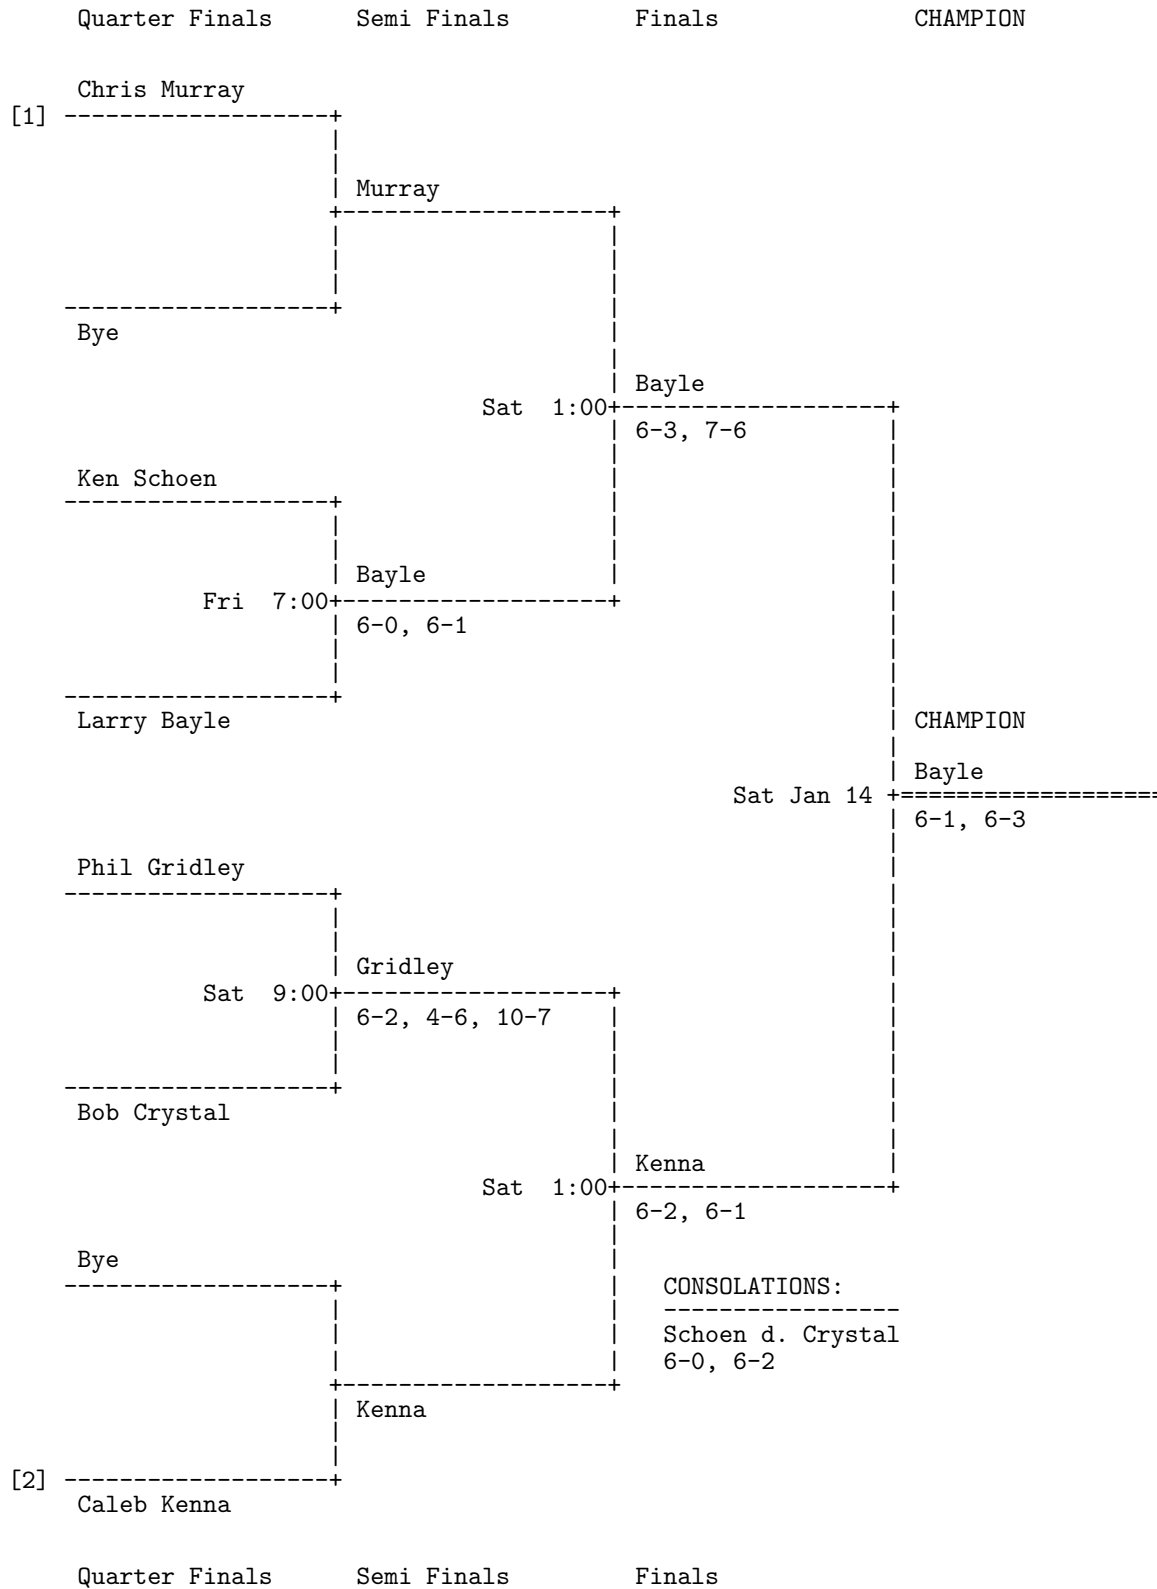 Quarter Finals Semi Finals Finals CHAMPION
Chris Murray
[1]
Murray
Bye
Bayle
Sat 1:00
6-3, 7-6
Ken Schoen
Bayle
Fri 7:00
6-0, 6-1
Larry Bayle
CHAMPION
Bayle
Sat Jan 14
6-1, 6-3
Phil Gridley
Gridley
Sat 9:00
6-2, 4-6, 10-7
Bob Crystal
Kenna
Sat 1:00
6-2, 6-1
Bye
CONSOLATIONS:
Schoen d. Crystal
6-0, 6-2
Kenna
[2]
Caleb Kenna
Quarter Finals Semi Finals Finals